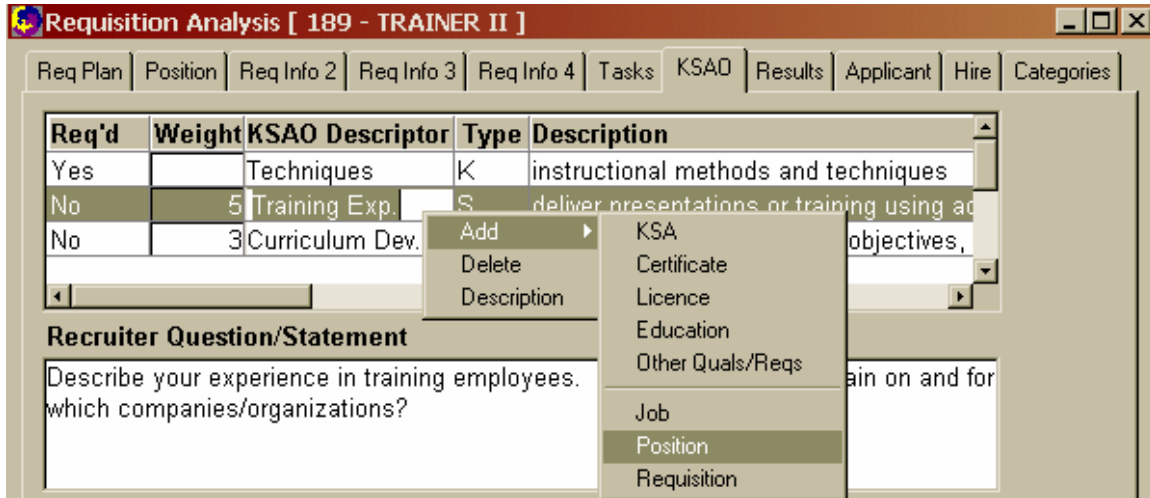 Requisition Analysis [ 189 - TRAINER II ]
Req Plan Position Req Info 2 Req Info 3 Req Info 4 Tasks KSAO Results Applicant Hire Categories
Req'd Weight KSAO Descriptor Type Description
Yes Techniques K instructional methods and techniques
No 5 Training Exp. S deliver presentations or training using
No 3 Curriculum Dev. objectives,
Add KSA
Delete Certificate
Description Licence
Education
Other Quals/Reqs
Job
Position
Requisition
Recruiter Question/Statement
Describe your experience in training employees. ain on and for
which companies/organizations?